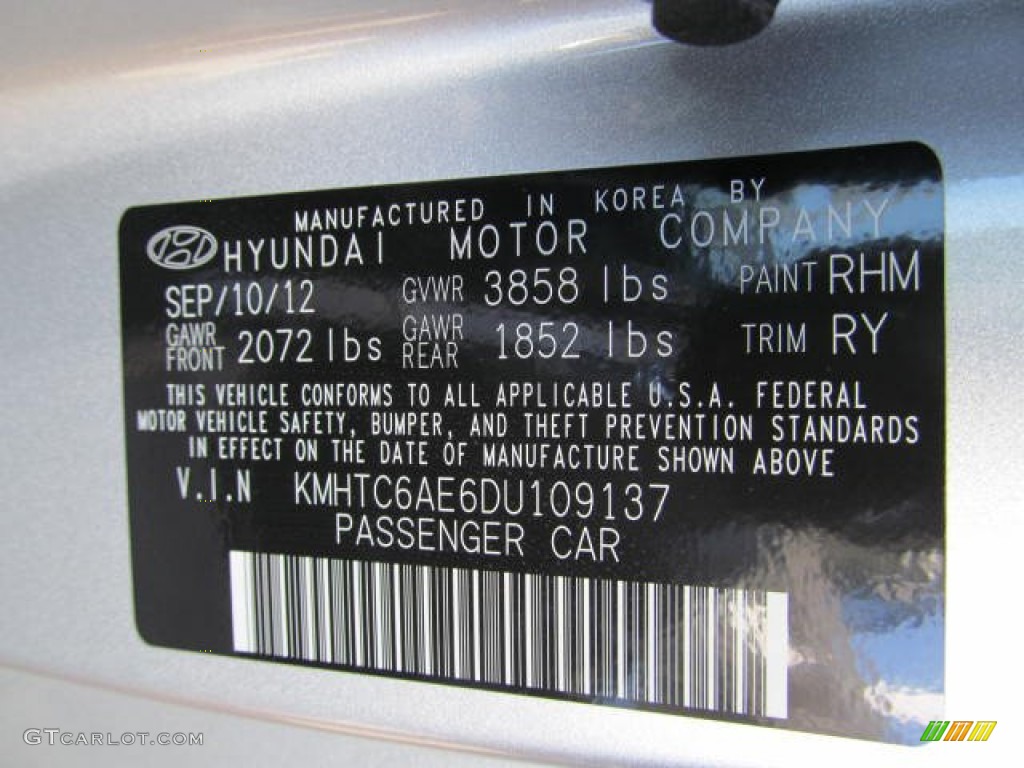 MANUFACTURED IN KOREA BY
HYUNDAI MOTOR COMPANY
SEP/10/12 GVWR 3858 lbs PAINT RHM
GAWR FRONT 2072 lbs GAWR REAR 1852 lbs TRIM RY
THIS VEHICLE CONFORMS TO ALL APPLICABLE U.S.A. FEDERAL
MOTOR VEHICLE SAFETY, BUMPER, AND THEFT PREVENTION STANDARDS
IN EFFECT ON THE DATE OF MANUFACTURE SHOWN ABOVE
V.I.N KMHTC6AE6DU109137
PASSENGER CAR
GTCARLOT.COM